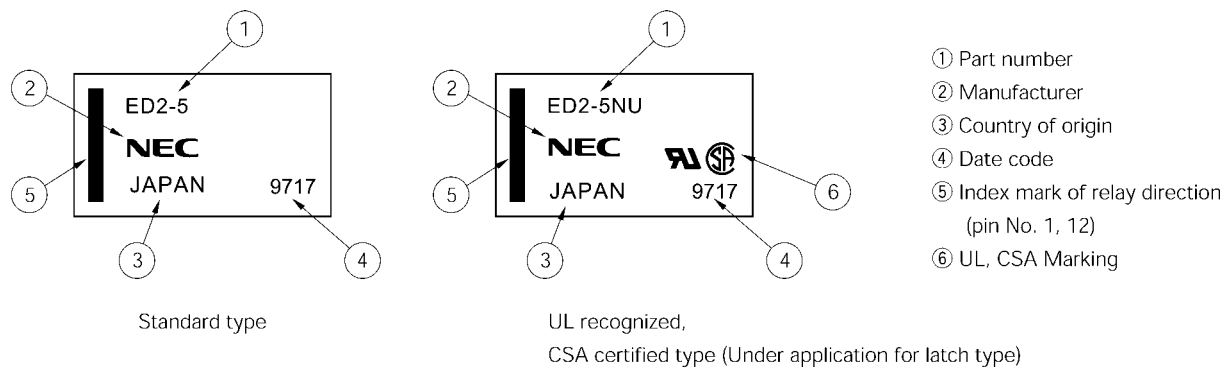 ①
ED2-5
②
NEC
JAPAN
9717
⑤
③
④
Standard type
①
ED2-5NU
②
NEC
RU SA
JAPAN
9717
⑤
⑥
③
④
UL recognized,
CSA certified type (Under application for latch type)
① Part number
② Manufacturer
③ Country of origin
④ Date code
⑤ Index mark of relay direction
(pin No. 1, 12)
⑥ UL, CSA Marking